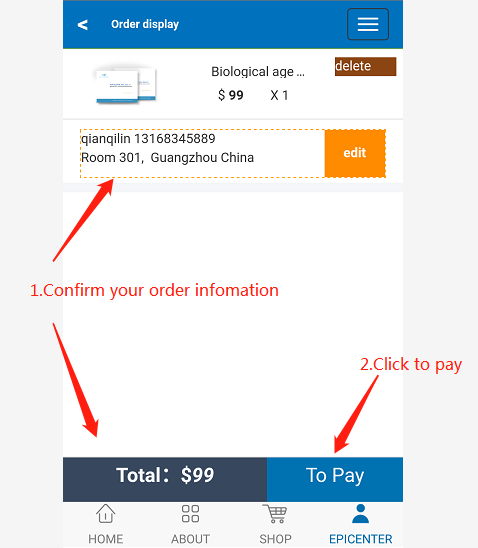 <
Order display
Biological age ...
delete
$ 99 X 1
qianqilin 13168345889
Room 301, Guangzhou China
edit
1.Confirm your order infomation
2.Click to pay
Total: $99
To Pay
HOME
ABOUT
SHOP
EPICENTER